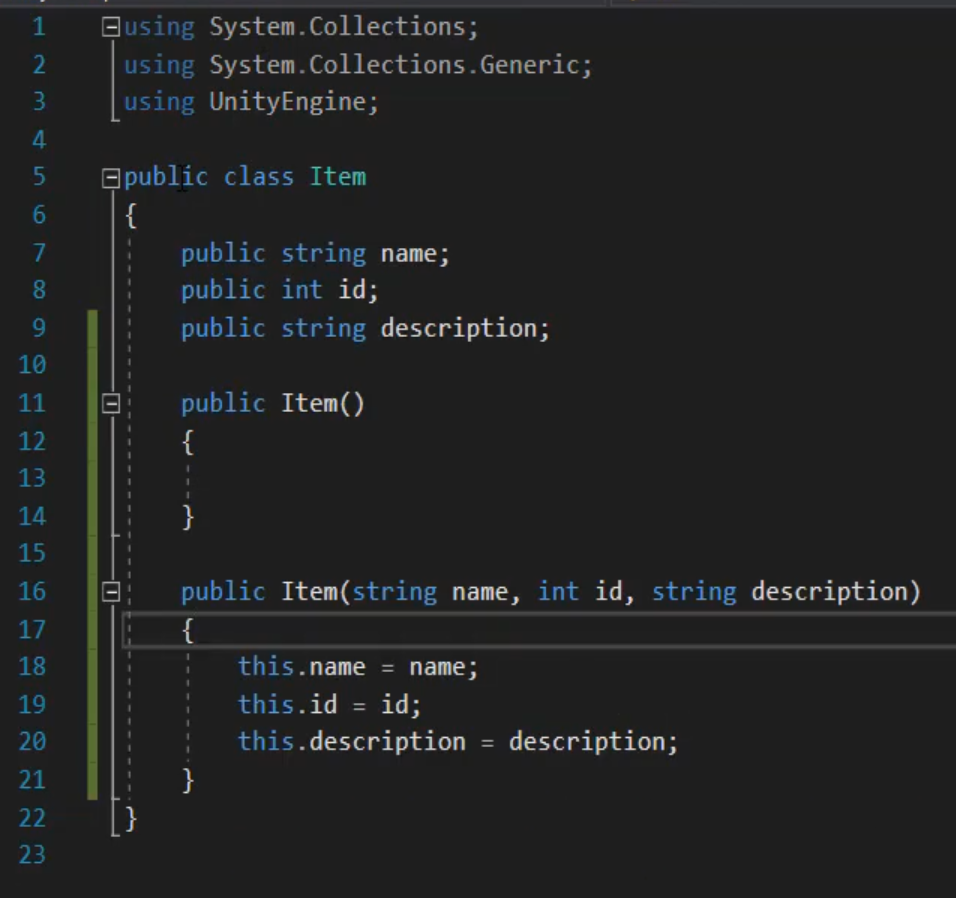 1 using System.Collections;
2 using System.Collections.Generic;
3 using UnityEngine;
4
5 public class Item
6 {
7 public string name;
8 public int id;
9 public string description;
10
11 public Item()
12 {
13
14 }
15
16 public Item(string name, int id, string description)
17 {
18 this.name = name;
19 this.id = id;
20 this.description = description;
21 }
22 }
23